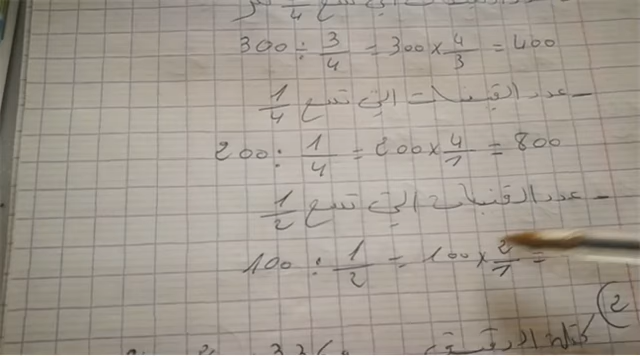 300 ÷ 3/4 = 300 × 4/3 = 400
- عدد القنينات التي تسع 1/4
200 : 1/4 = 200 × 4/1 = 800
- عدد القنينات التي تسع 1/2
100 : 1/2 = 100 × 2/1 =
2